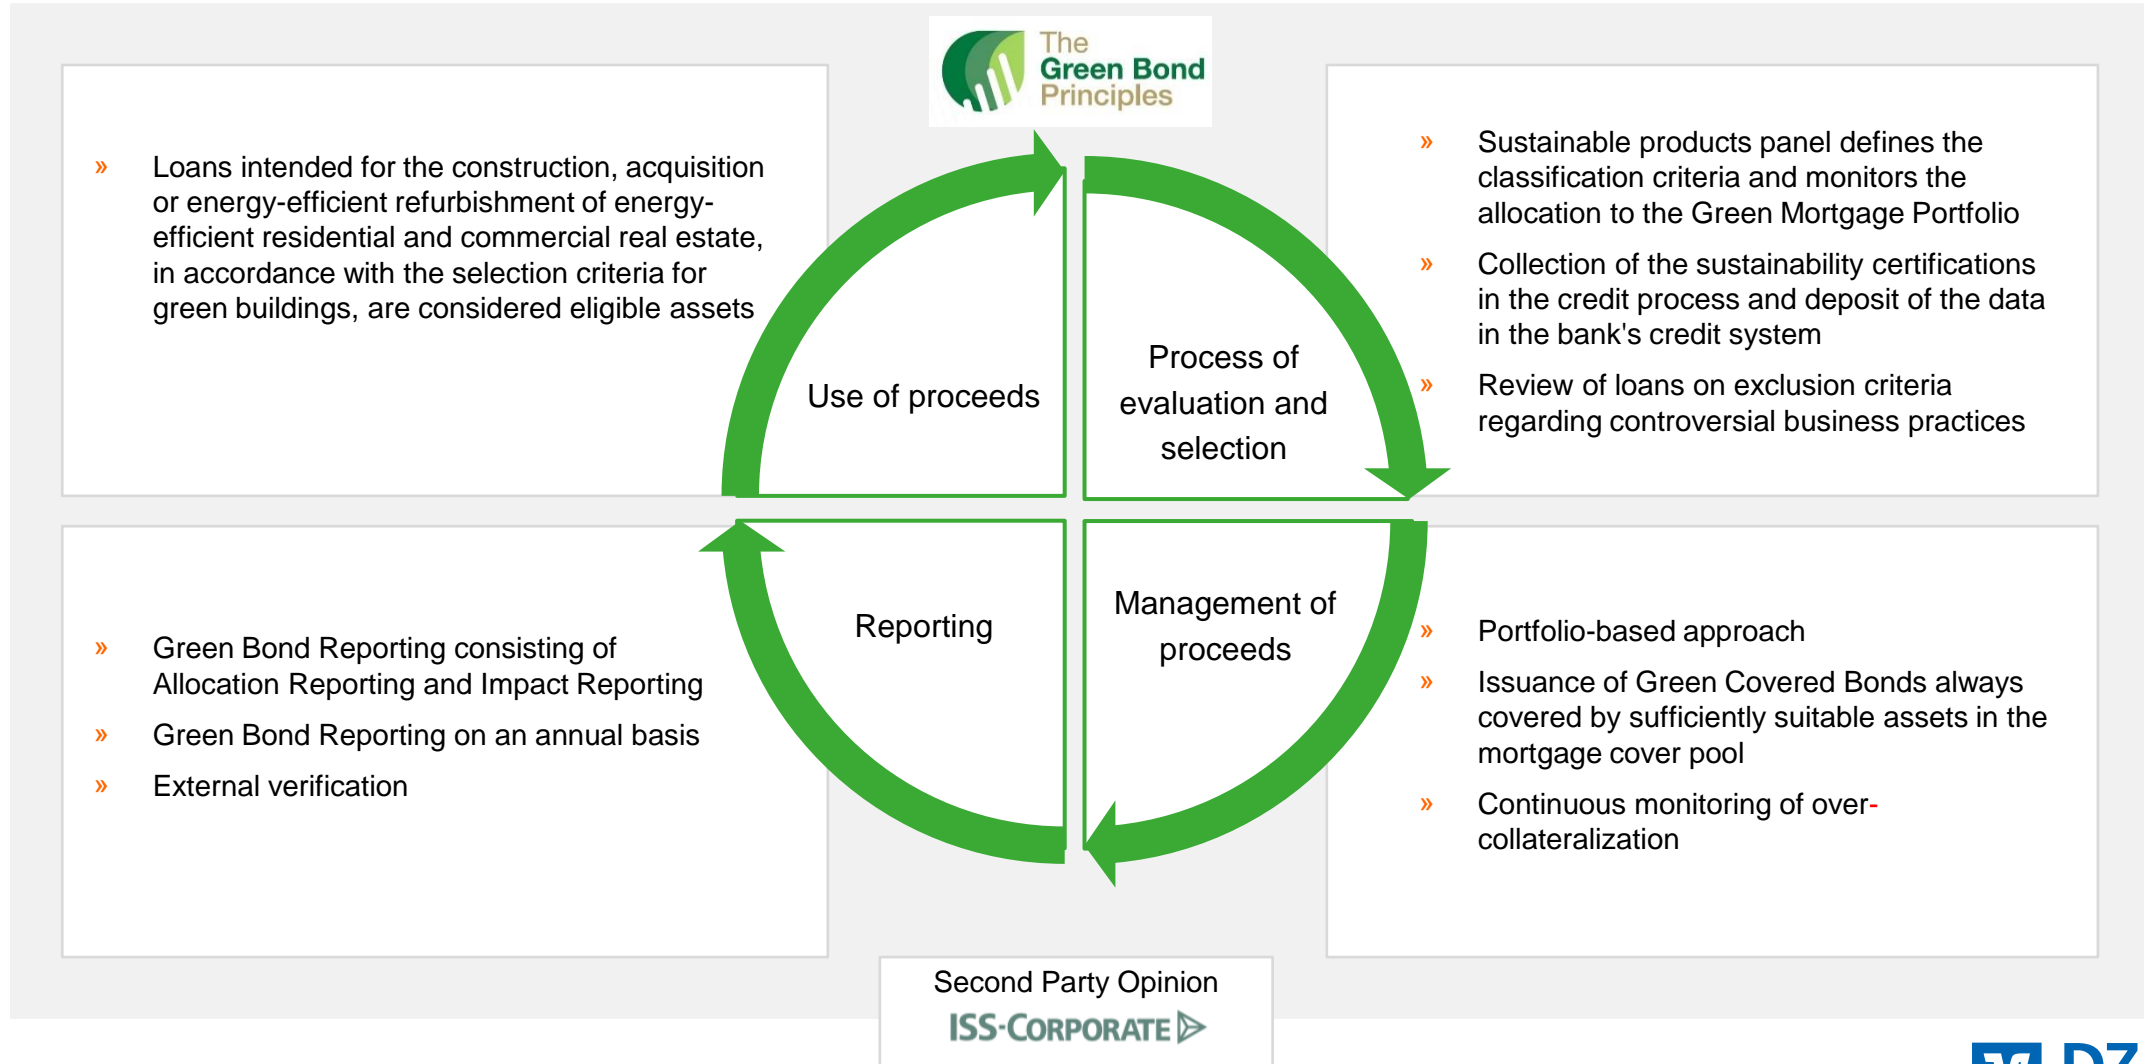 The
Green Bond
Principles
» Loans intended for the construction, acquisition
or energy-efficient refurbishment of energy-
efficient residential and commercial real estate,
in accordance with the selection criteria for
green buildings, are considered eligible assets
» Sustainable products panel defines the
classification criteria and monitors the
allocation to the Green Mortgage Portfolio
» Collection of the sustainability certifications
in the credit process and deposit of the data
in the bank's credit system
» Review of loans on exclusion criteria
regarding controversial business practices
Use of proceeds
Process of
evaluation and
selection
Reporting
Management of
proceeds
» Green Bond Reporting consisting of
Allocation Reporting and Impact Reporting
» Green Bond Reporting on an annual basis
» External verification
» Portfolio-based approach
» Issuance of Green Covered Bonds always
covered by sufficiently suitable assets in the
mortgage cover pool
» Continuous monitoring of over-
collateralization
Second Party Opinion
ISS-CORPORATE
DZ